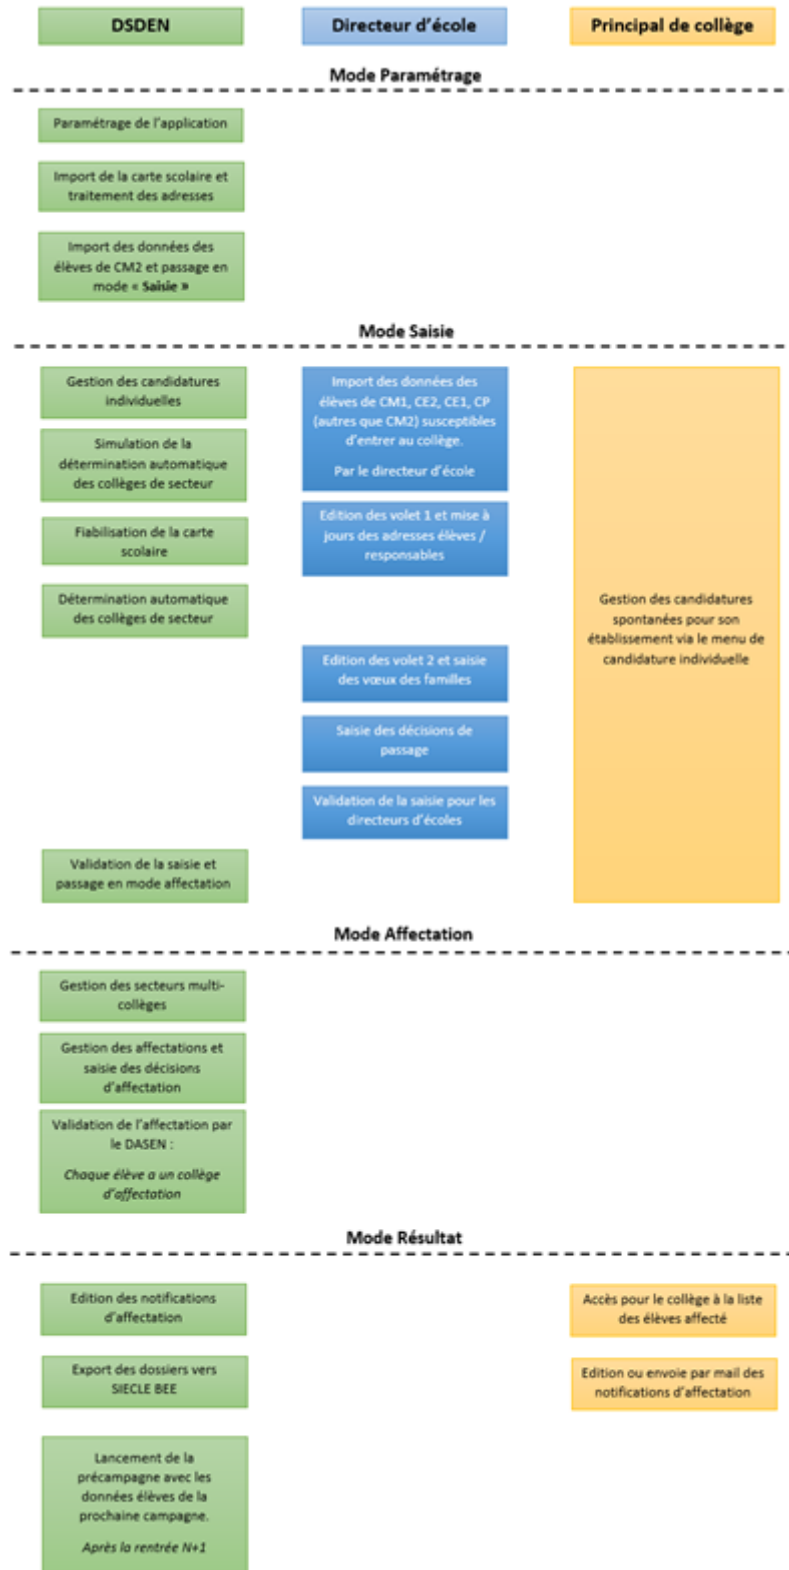 DSDEN
Directeur d'école
Principal de collège
Mode Paramétrage
Paramétrage de l'application
Import de la carte scolaire et
traitement des adresses
Import des données des
élèves de CM2 et passage en
mode « Saisie »
Mode Saisie
Gestion des candidatures
individuelles
Simulation de la
détermination automatique
des collèges de secteur
Fiabilisation de la carte
scolaire
Détermination automatique
des collèges de secteur
Validation de la saisie et
passage en mode affectation
Import des données des
élèves de CM1, CE2, CE1, CP
(autres que CM2) susceptibles
d'entrer au collège.
Par le directeur d'école
Edition des volet 1 et mise à
jours des adresses élèves /
responsables
Edition des volet 2 et saisie
des vœux des familles
Saisie des décisions de
passage
Validation de la saisie pour les
directeurs d'écoles
Gestion des candidatures
spontanées pour son
établissement via le menu de
candidature individuelle
Mode Affectation
Gestion des secteurs multi-
collèges
Gestion des affectations et
saisie des décisions
d'affectation
Validation de l'affectation par
le DASEN :
Chaque élève a un collège
d'affectation
Mode Résultat
Edition des notifications
d'affectation
Export des dossiers vers
SIECLE BEE
Lancement de la
précampagne avec les
données élèves de la
prochaine campagne.
Après la rentrée N+1
Accès pour le collège à la liste
des élèves affecté
Edition ou envoie par mail des
notifications d'affectation